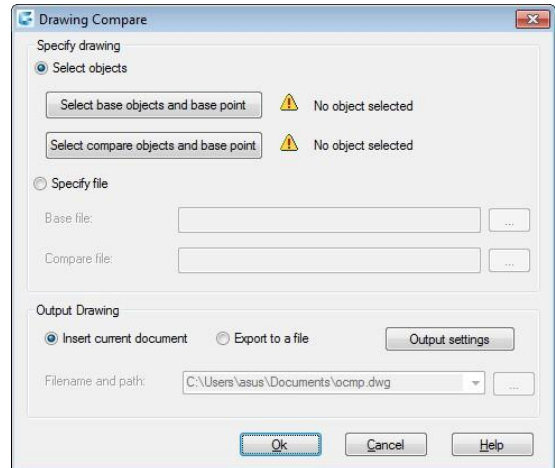 Drawing Compare
Specify drawing
Select objects
Select base objects and base point No object selected
Select compare objects and base point No object selected
Specify file
Base file: ...
Compare file: ...
Output Drawing
Insert current document Export to a file Output settings
Filename and path: C:\Users\asus\Documents\ocmp.dwg ...
Ok Cancel Help